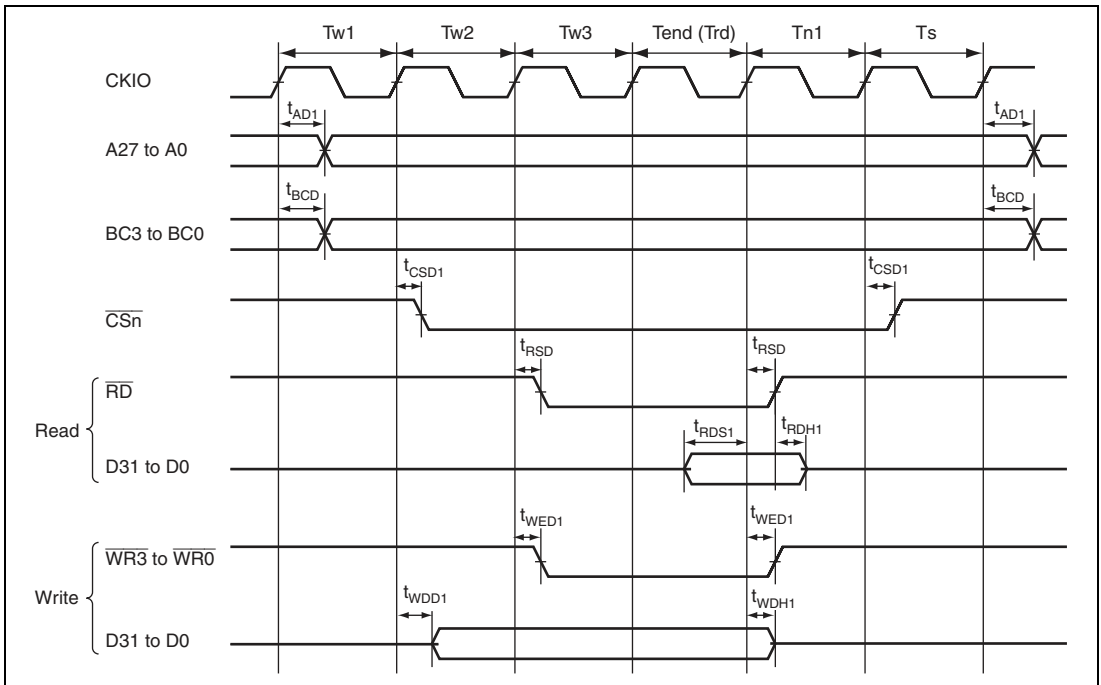 Tw1 Tw2 Tw3 Tend (Trd) Tn1 Ts
CKIO
tAD1 tAD1
A27 to A0
tBCD tBCD
BC3 to BC0
tCSD1 tCSD1
CSn
tRSD tRSD
RD
Read
tRDS1 tRDH1
D31 to D0
tWED1 tWED1
WR3 to WR0
Write
tWDD1 tWDH1
D31 to D0